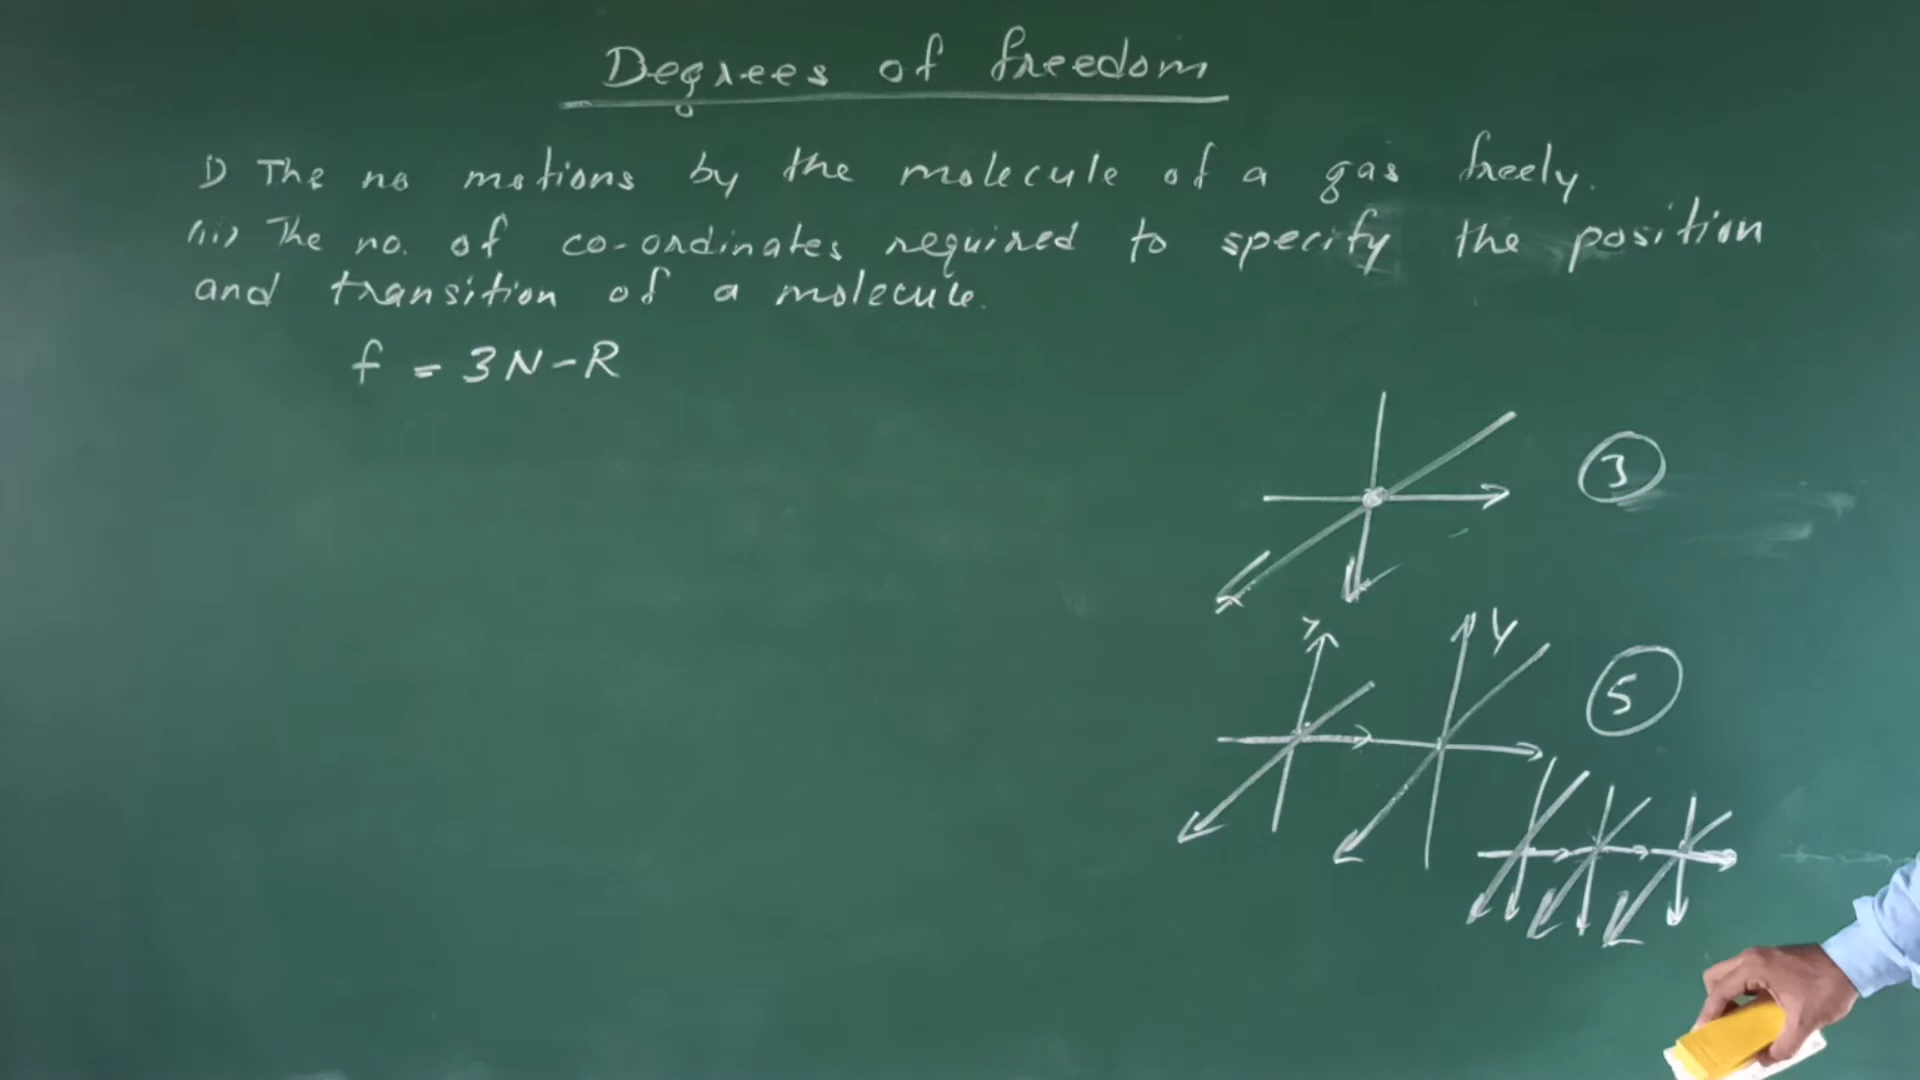 Degrees of freedom
i) The no motions by the molecule of a gas freely.
(ii) The no. of co-ordinates required to specify the position
and transition of a molecule.
f = 3N-R
3
y
5